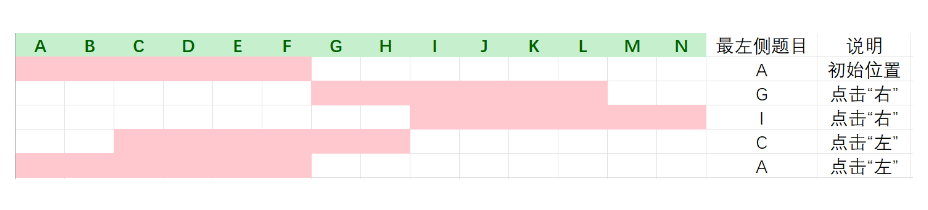 A B C D E F G H I J K L M N 最左侧题目 说明
A 初始位置
G 点击“右”
I 点击“右”
C 点击“左”
A 点击“左”